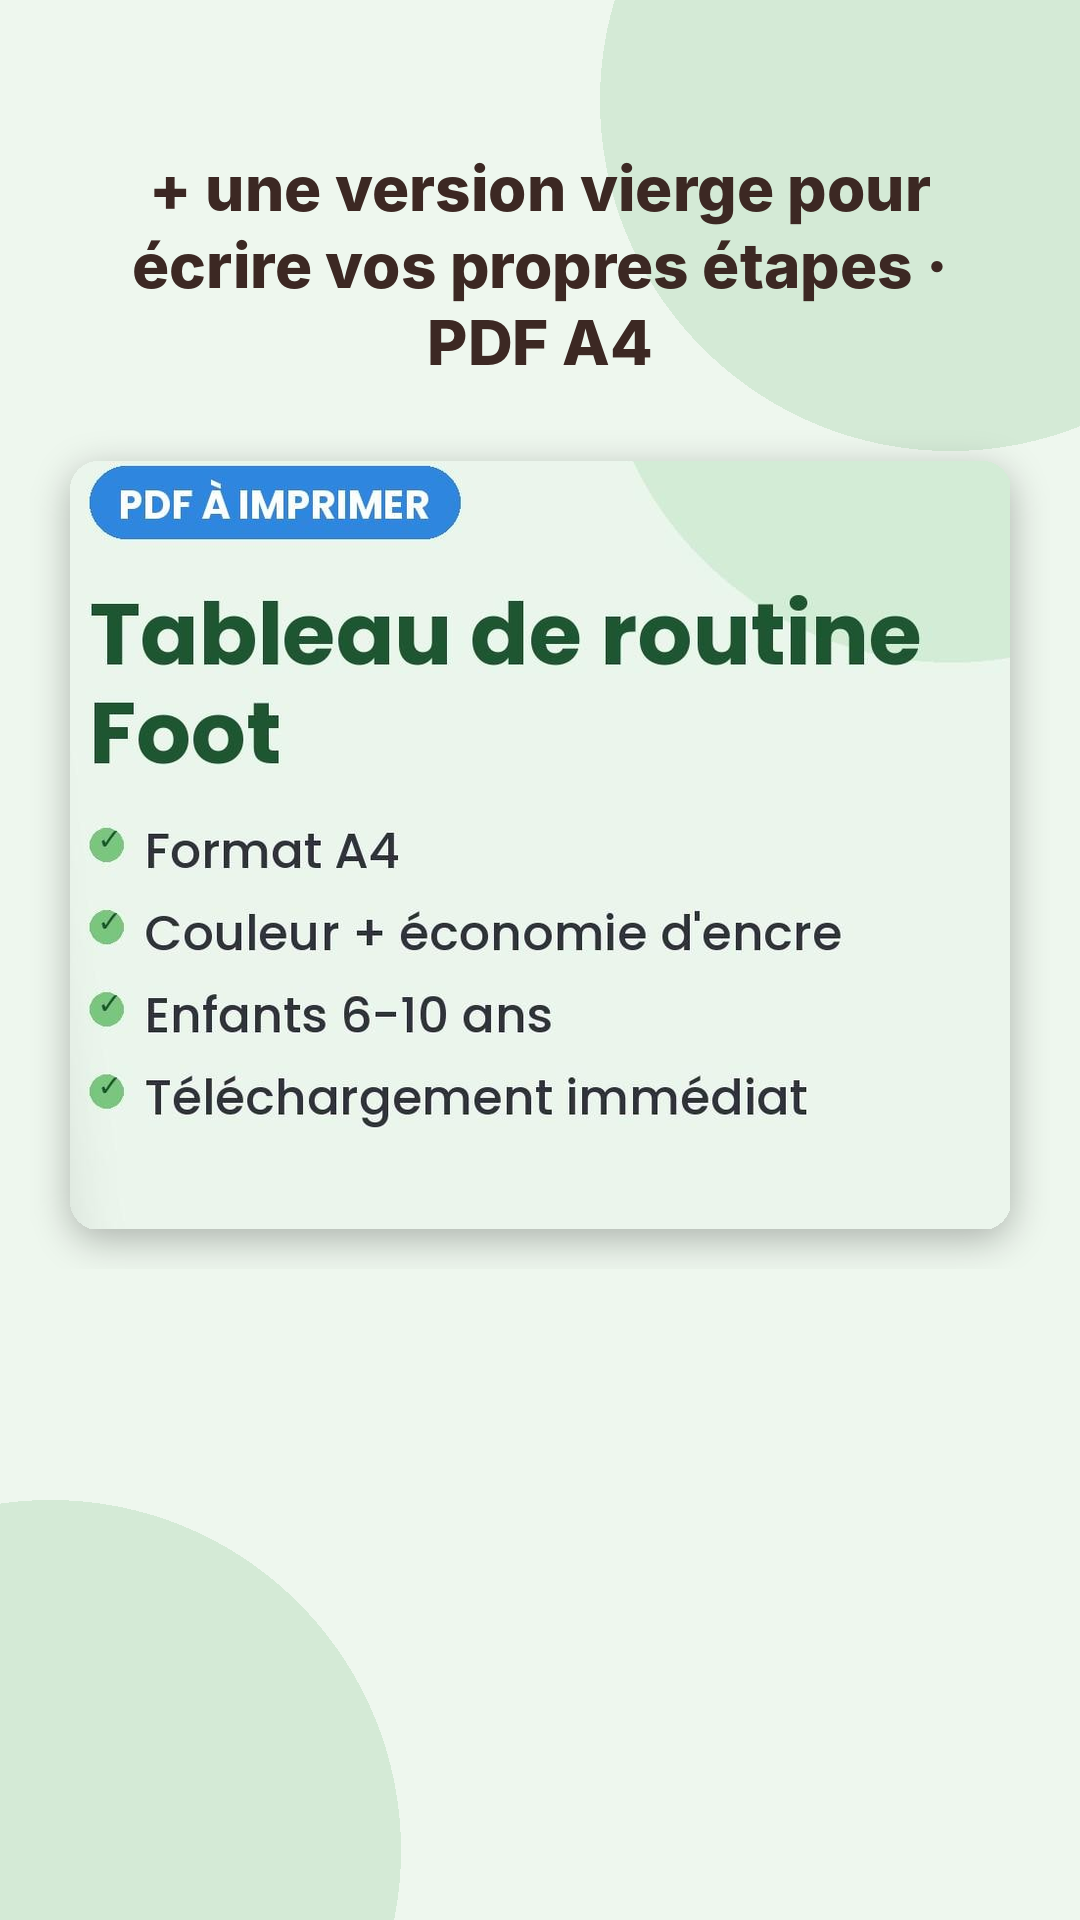 + une version vierge pour
écrire vos propres étapes ·
PDF A4
PDF À IMPRIMER
Tableau de routine
Foot
✓ Format A4
✓ Couleur + économie d'encre
✓ Enfants 6-10 ans
✓ Téléchargement immédiat